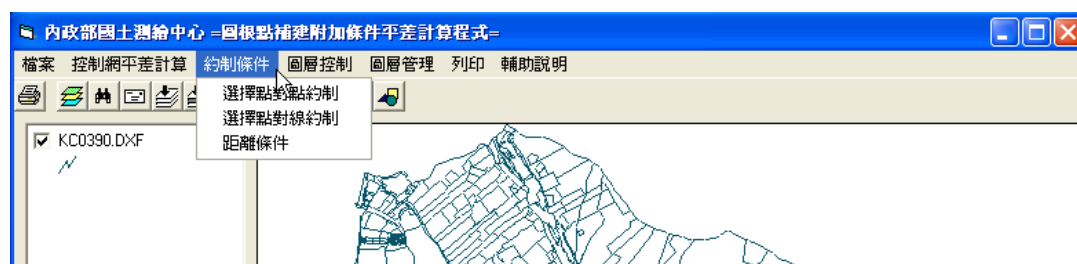 內政部國土測繪中心 =圖根點補建附加條件平差計算程式=
檔案 控制網平差計算 約制條件 圖層控制 圖層管理 列印 輔助說明
選擇點對點約制
選擇點對線約制
距離條件
KC0390.DXF